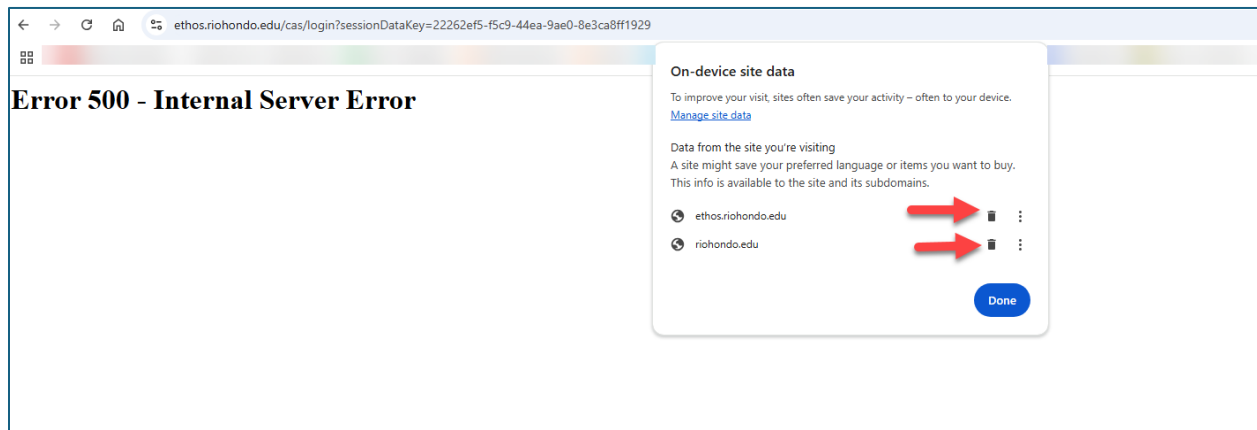 ethos.riohondo.edu/cas/login?sessionDataKey=22262ef5-f5c9-44ea-9ae0-8e3ca8ff1929
Error 500 - Internal Server Error
On-device site data
To improve your visit, sites often save your activity – often to your device.
Manage site data
Data from the site you're visiting
A site might save your preferred language or items you want to buy.
This info is available to the site and its subdomains.
ethos.riohondo.edu
riohondo.edu
Done